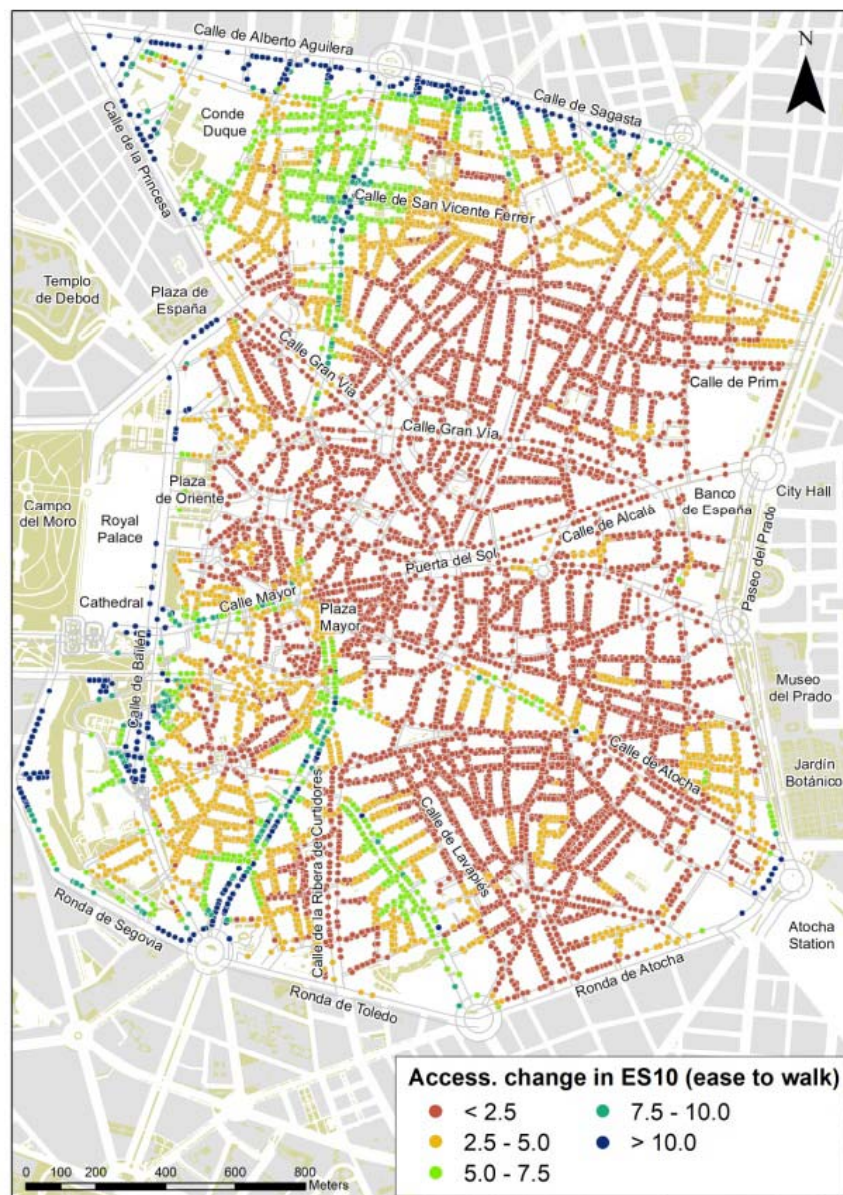 Calle de Alberto Aguilera
N
Calle de Sagasta
Conde
Duque
Calle de la Princesa
Calle de San Vicente Ferrer
Templo
de Debod
Plaza de
España
Calle Gran Vía
Calle de Prim
Calle Gran Vía
Plaza
de Oriente
Campo
del Moro
Royal
Palace
Banco
de España
City Hall
Calle de Alcalá
Puerta del Sol
Paseo del Prado
Cathedral
Calle Mayor
Plaza
Mayor
Calle de Bailén
Museo
del Prado
Calle de Atocha
Jardín
Botánico
Calle de la Ribera de Curtidores
Calle de Lavapiés
Ronda de Segovia
Atocha
Station
Ronda de Atocha
Ronda de Toledo
Access. change in ES10 (ease to walk)
< 2.5
7.5 - 10.0
2.5 - 5.0
> 10.0
5.0 - 7.5
0 100 200 400 600 800
Meters